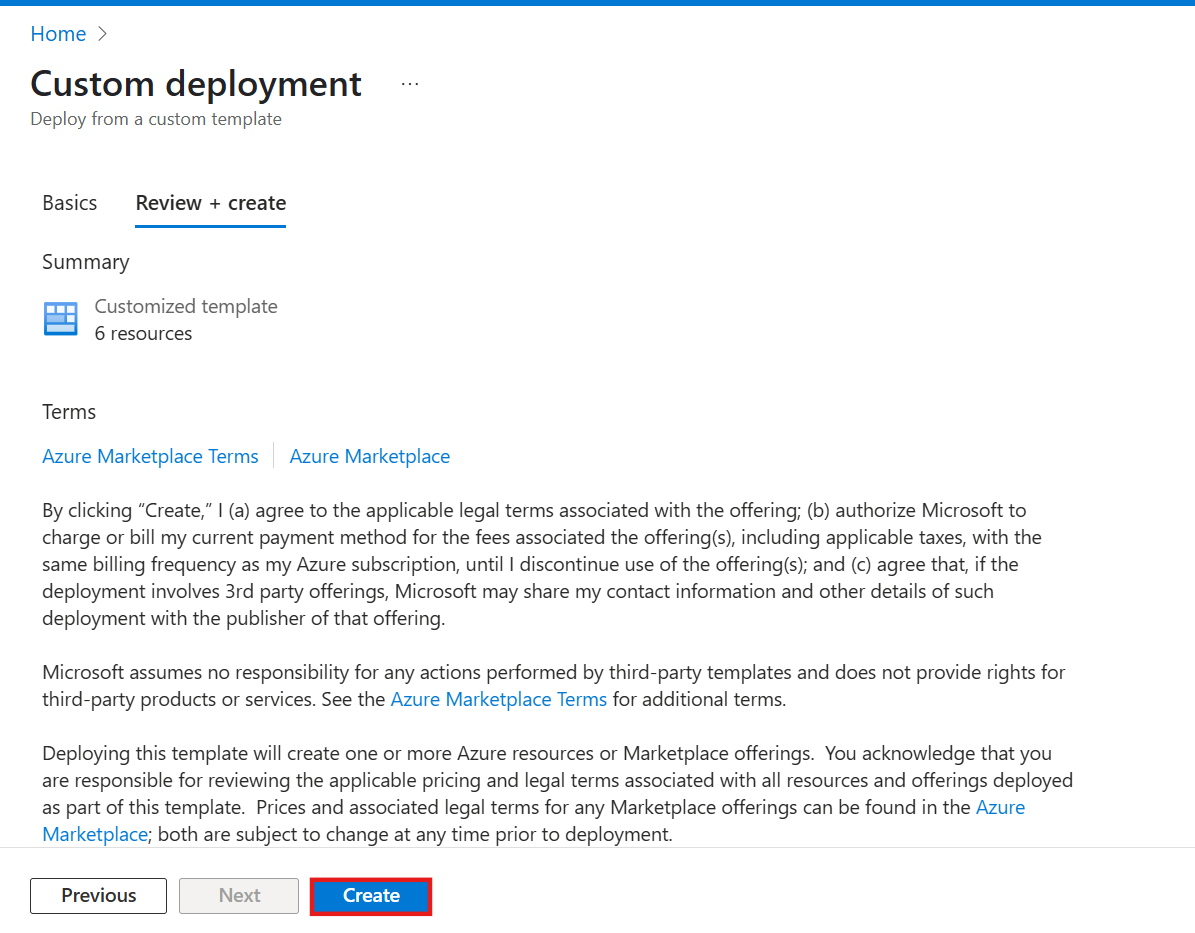 Home
Custom deployment ...
Deploy from a custom template
Basics Review + create
Summary
Customized template
6 resources
Terms
Azure Marketplace Terms Azure Marketplace
By clicking “Create,” I (a) agree to the applicable legal terms associated with the offering; (b) authorize Microsoft to
charge or bill my current payment method for the fees associated the offering(s), including applicable taxes, with the
same billing frequency as my Azure subscription, until I discontinue use of the offering(s); and (c) agree that, if the
deployment involves 3rd party offerings, Microsoft may share my contact information and other details of such
deployment with the publisher of that offering.
Microsoft assumes no responsibility for any actions performed by third-party templates and does not provide rights for
third-party products or services. See the Azure Marketplace Terms for additional terms.
Deploying this template will create one or more Azure resources or Marketplace offerings.  You acknowledge that you
are responsible for reviewing the applicable pricing and legal terms associated with all resources and offerings deployed
as part of this template.  Prices and associated legal terms for any Marketplace offerings can be found in the Azure
Marketplace; both are subject to change at any time prior to deployment.
Previous Next Create